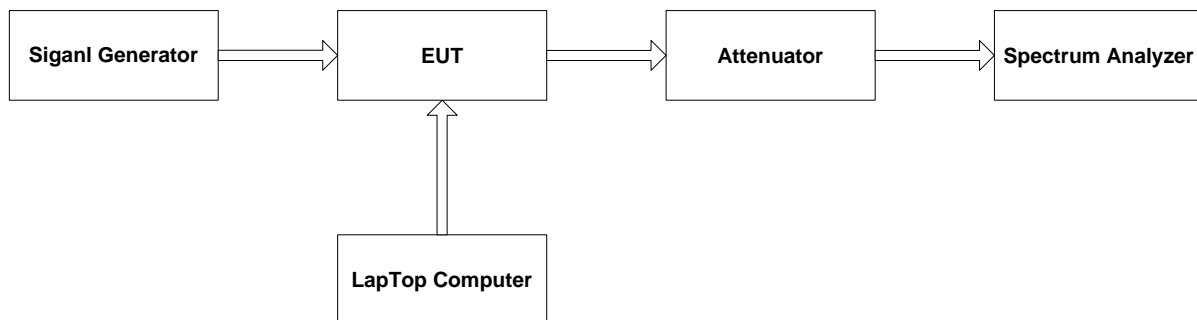 Siganl Generator
EUT
Attenuator
Spectrum Analyzer
LapTop Computer